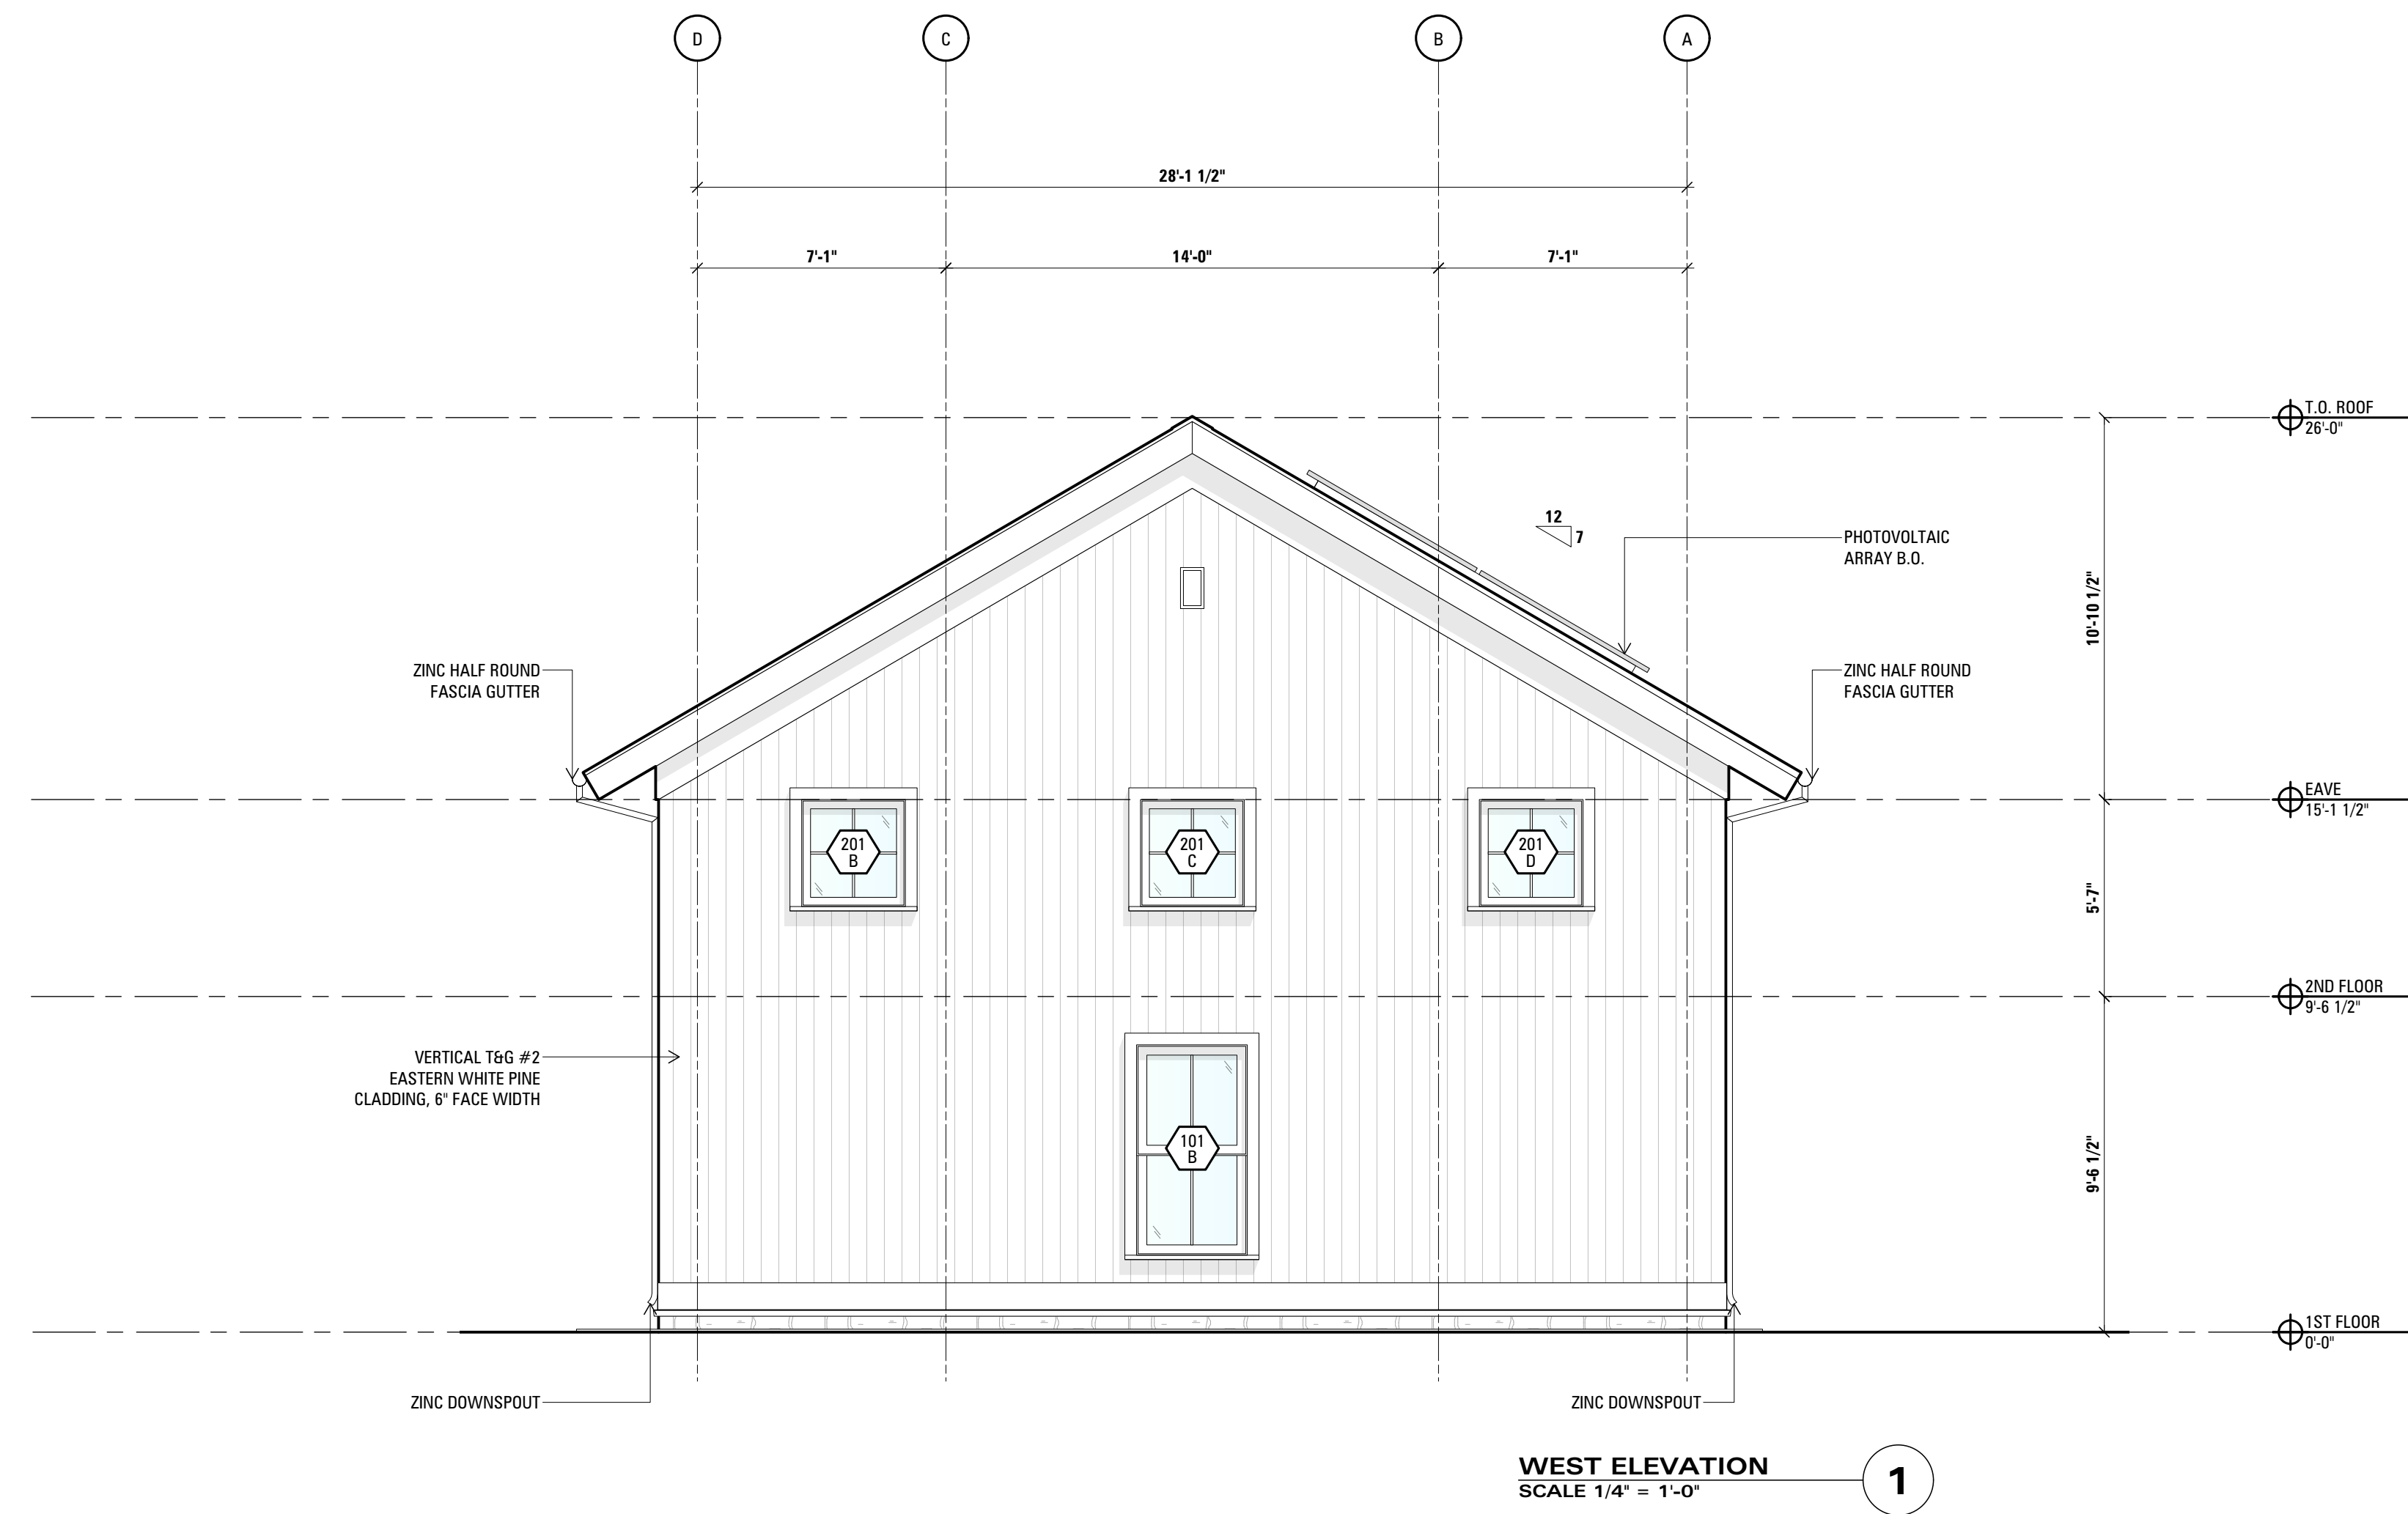 D C B A
28'-1 1/2"
7'-1" 14'-0" 7'-1"
T.O. ROOF
26'-0"
12
7
PHOTOVOLTAIC
ARRAY B.O.
10'-10 1/2"
ZINC HALF ROUND
FASCIA GUTTER
ZINC HALF ROUND
FASCIA GUTTER
EAVE
15'-1 1/2"
201
B
201
C
201
D
5'-7"
2ND FLOOR
9'-6 1/2"
VERTICAL T&G #2
EASTERN WHITE PINE
CLADDING, 6" FACE WIDTH
101
B
9'-6 1/2"
1ST FLOOR
0'-0"
ZINC DOWNSPOUT
ZINC DOWNSPOUT
WEST ELEVATION
SCALE 1/4" = 1'-0"
1